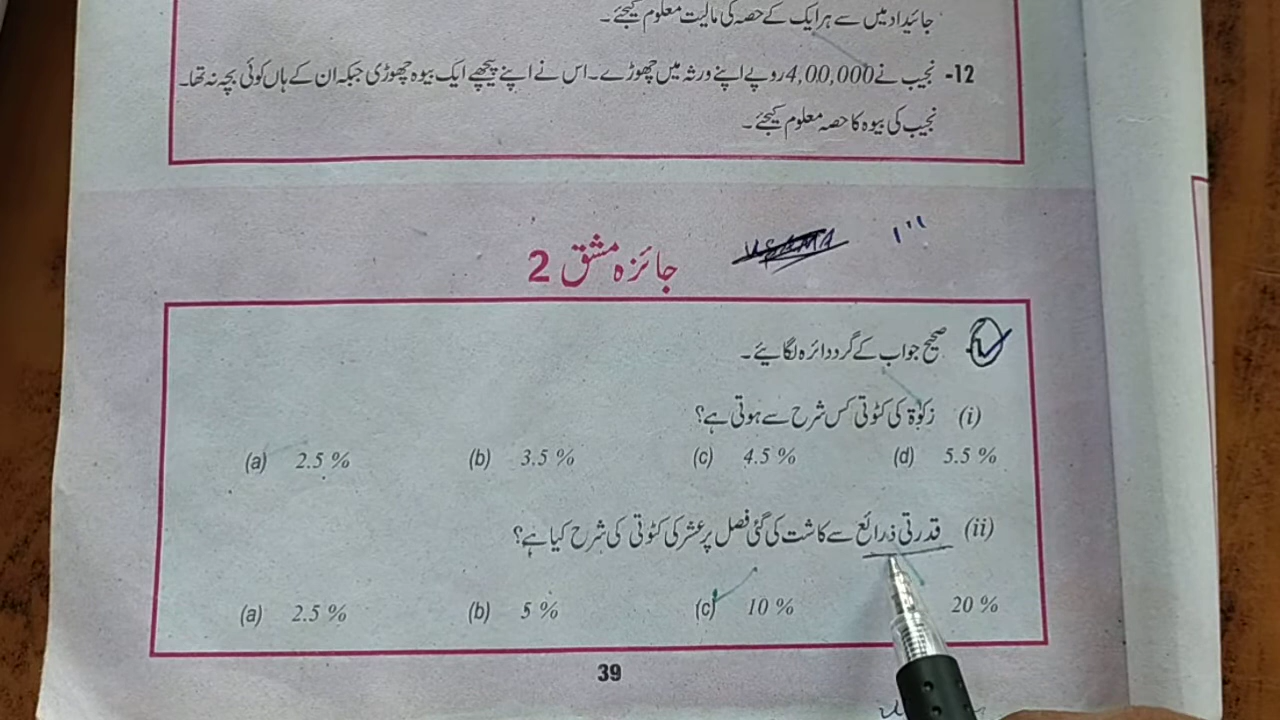 جائیداد میں سے ہر ایک کے حصہ کی مالیت معلوم کیجئے۔
12- نجیب نے 4,00,000 روپے اپنے ورثہ میں چھوڑے۔ اس نے اپنے پیچھے ایک بیوہ چھوڑی جبکہ ان کے ہاں کوئی بچہ نہ تھا۔
نجیب کی بیوہ کا حصہ معلوم کیجئے۔
جائزہ مشق 2
صحیح جواب کے گرد دائرہ لگائیے۔
(i) زکوٰۃ کی کٹوتی کس شرح سے ہوتی ہے؟
(a) 2.5 % (b) 3.5 % (c) 4.5 % (d) 5.5 %
(ii) قدرتی ذرائع سے کاشت کی گئی فصل پر عشر کی کٹوتی کی شرح کیا ہے؟
(a) 2.5 % (b) 5 % (c) 10 % 20 %
39